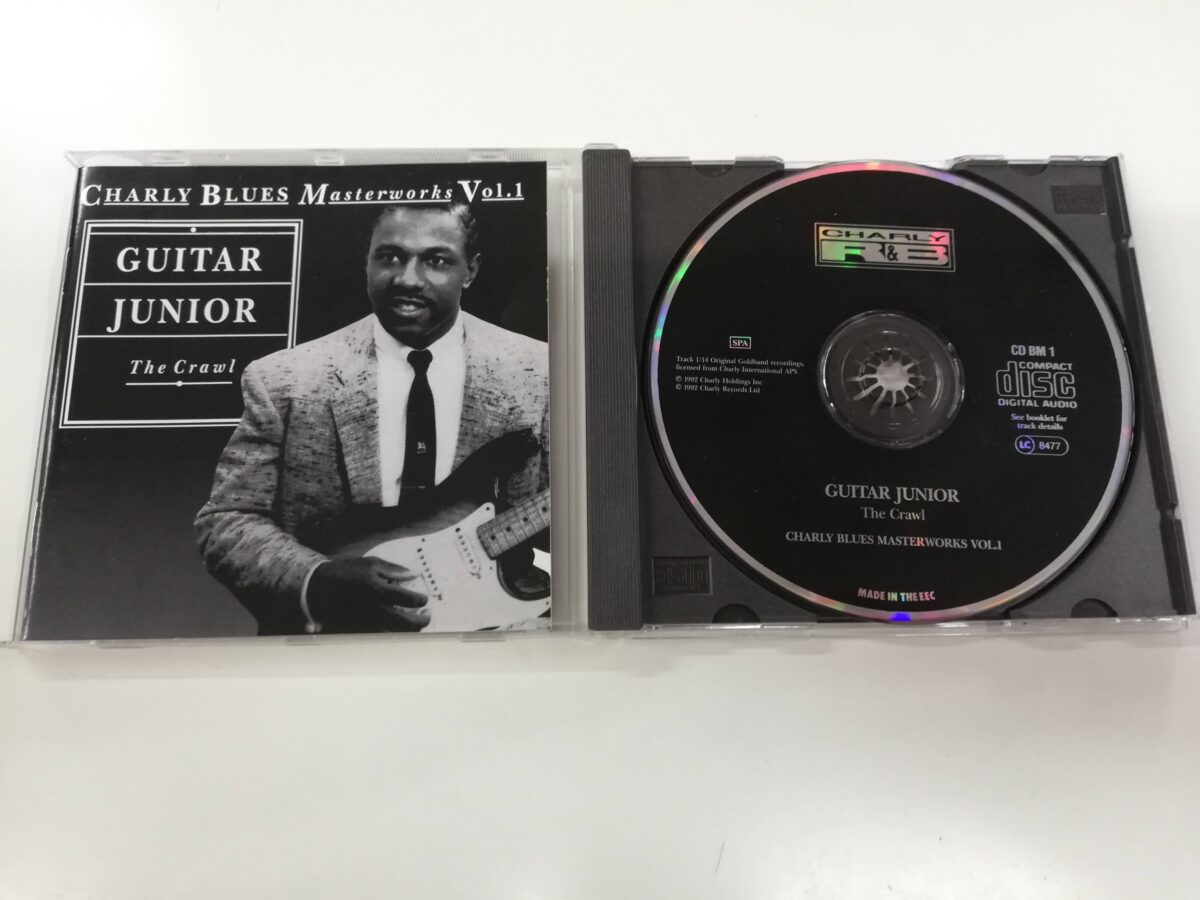 CHARLY BLUES Masterworks Vol.1
GUITAR
JUNIOR
The Crawl
CHARLY
R&B
SPA
Track 1/14 Original Goldband recordings.
licensed from Charly International APS
℗ 1992 Charly Holdings Inc
© 1992 Charly Records Ltd
CD BM 1
COMPACT
disc
DIGITAL AUDIO
See booklet for
track details
LC 8477
GUITAR JUNIOR
The Crawl
CHARLY BLUES MASTERWORKS VOL.1
MADE IN THE EEC